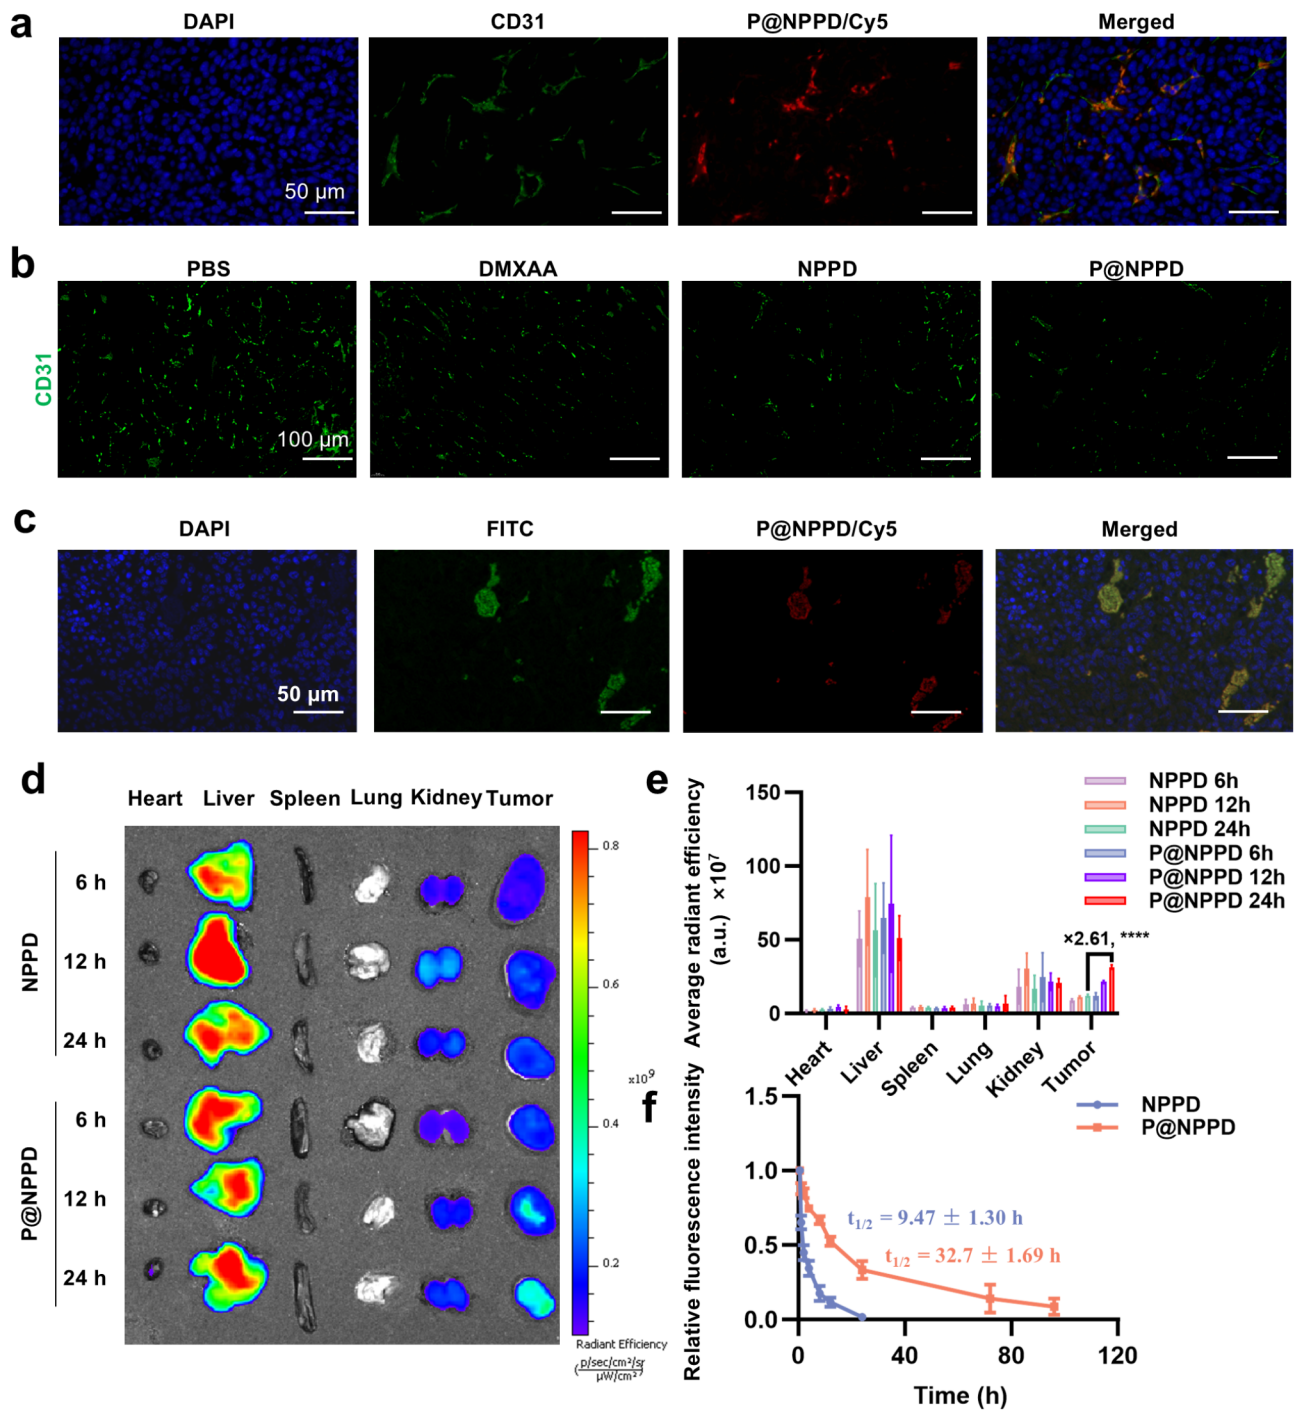 a
DAPI
CD31
P@NPPD/Cy5
Merged
50 μm
b
PBS
DMXAA
NPPD
P@NPPD
CD31
100 μm
c
DAPI
FITC
P@NPPD/Cy5
Merged
50 μm
d
Heart Liver Spleen Lung Kidney Tumor
NPPD
6 h
12 h
24 h
P@NPPD
6 h
12 h
24 h
0.8
0.6
x10⁹
0.4
0.2
Radiant Efficiency
(p/sec/cm²/sr / μW/cm²)
e
Average radiant efficiency
(a.u.) ×10⁷
150
100
50
0
NPPD 6h
NPPD 12h
NPPD 24h
P@NPPD 6h
P@NPPD 12h
P@NPPD 24h
×2.61, ****
Heart
Liver
Spleen
Lung
Kidney
Tumor
f
Relative fluorescence intensity
1.5
1.0
0.5
0.0
NPPD
P@NPPD
t₁/₂ = 9.47 ± 1.30 h
t₁/₂ = 32.7 ± 1.69 h
0 40 80 120
Time (h)